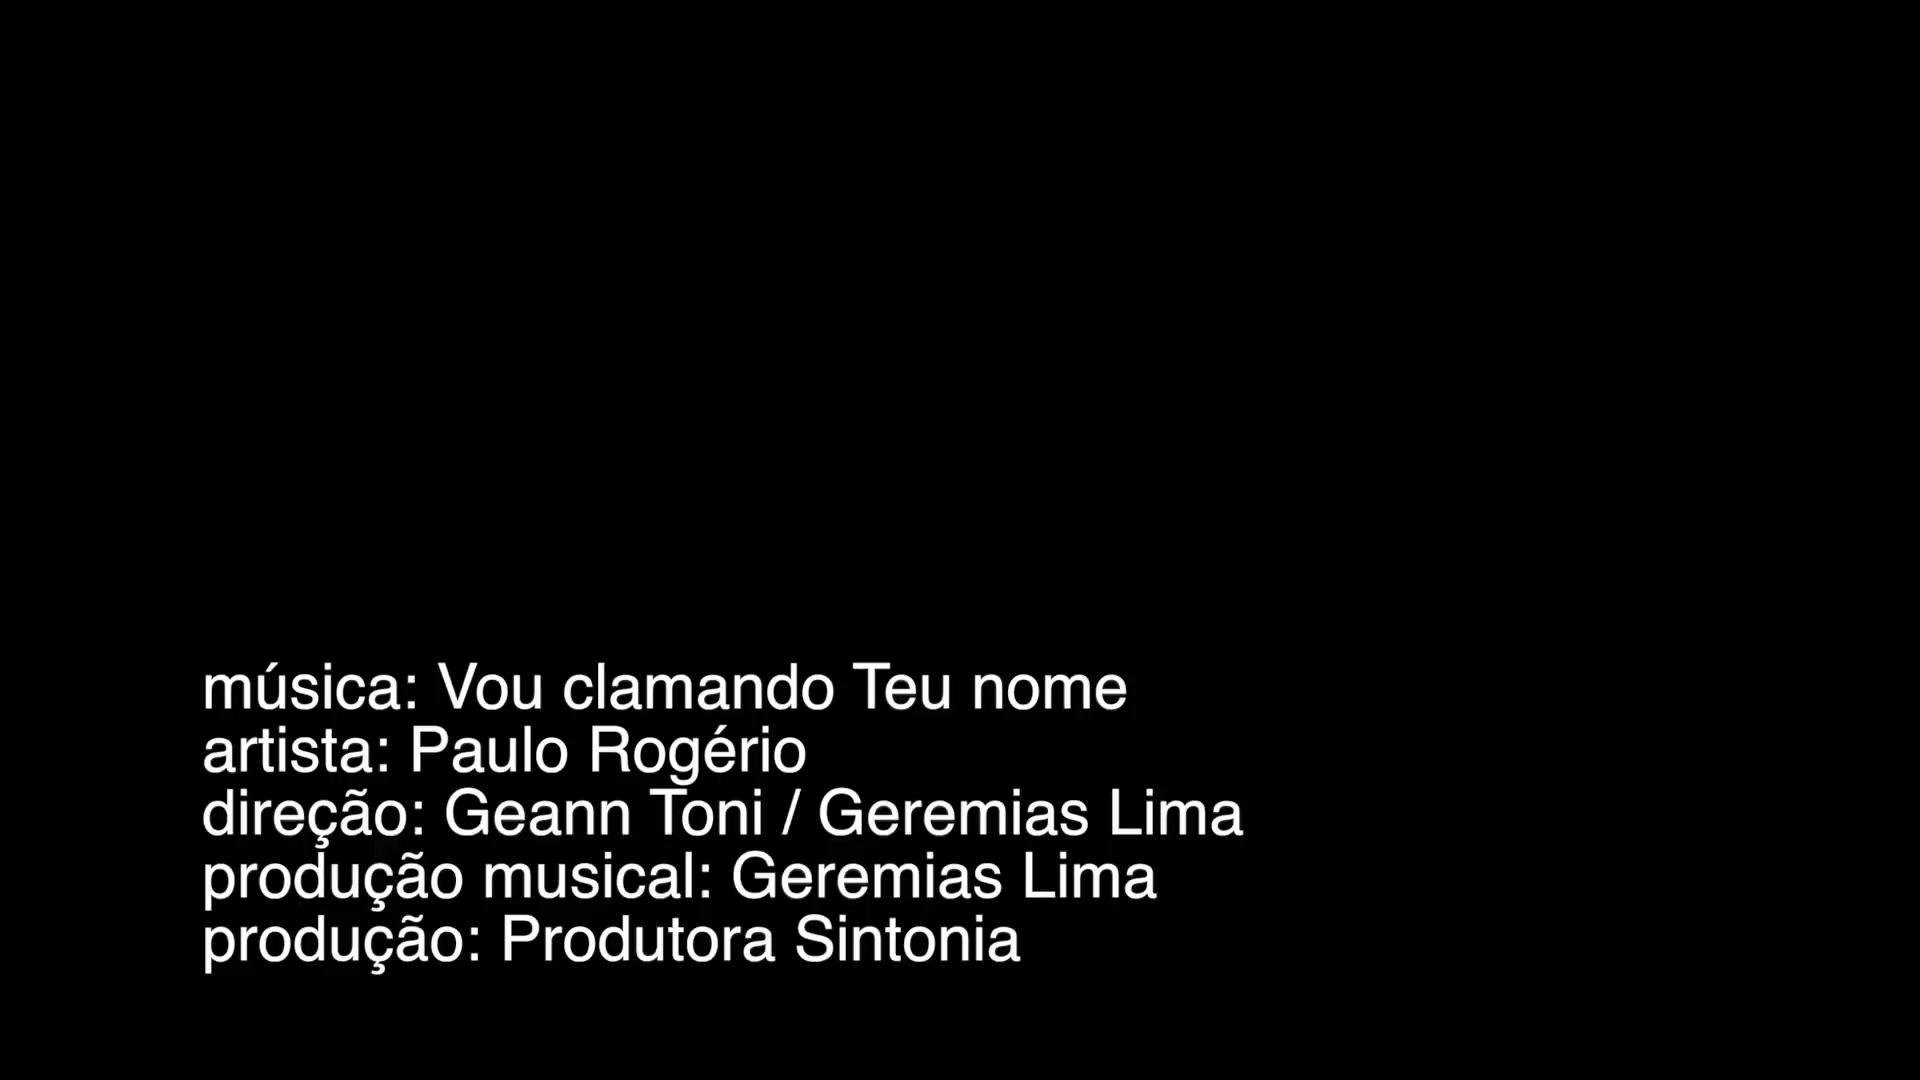 música: Vou clamando Teu nome
artista: Paulo Rogério
direção: Geann Toni / Geremias Lima
produção musical: Geremias Lima
produção: Produtora Sintonia